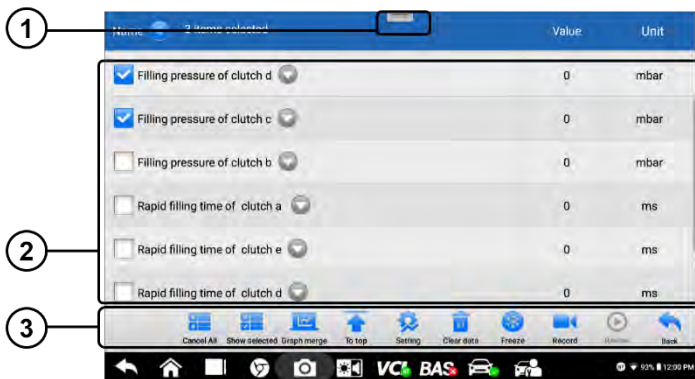 1
Name 3 items selected Value Unit
Filling pressure of clutch d 0 mbar
Filling pressure of clutch c 0 mbar
Filling pressure of clutch b 0 mbar
Rapid filling time of clutch a 0 ms
Rapid filling time of clutch e 0 ms
2
Rapid filling time of clutch d 0 ms
3
Cancel All Show selected Graph merge To top Setting Clear data Freeze Record Review Back
VCI BAS 93% 12:00 PM